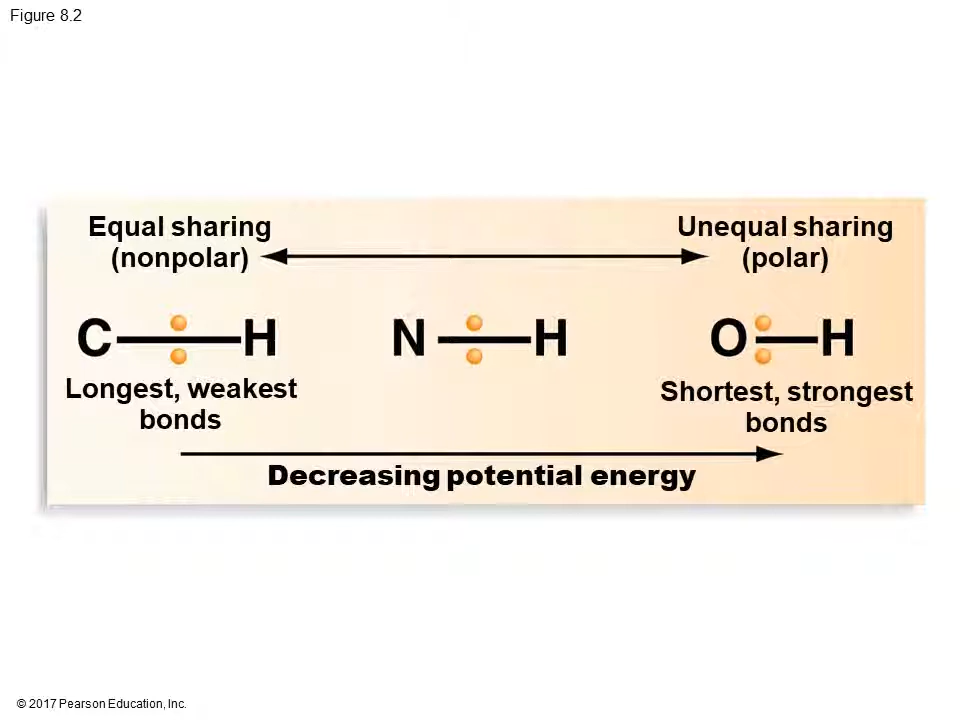 Figure 8.2
Equal sharing
(nonpolar)
Unequal sharing
(polar)
C H
N H
O H
Longest, weakest
bonds
Shortest, strongest
bonds
Decreasing potential energy
© 2017 Pearson Education, Inc.